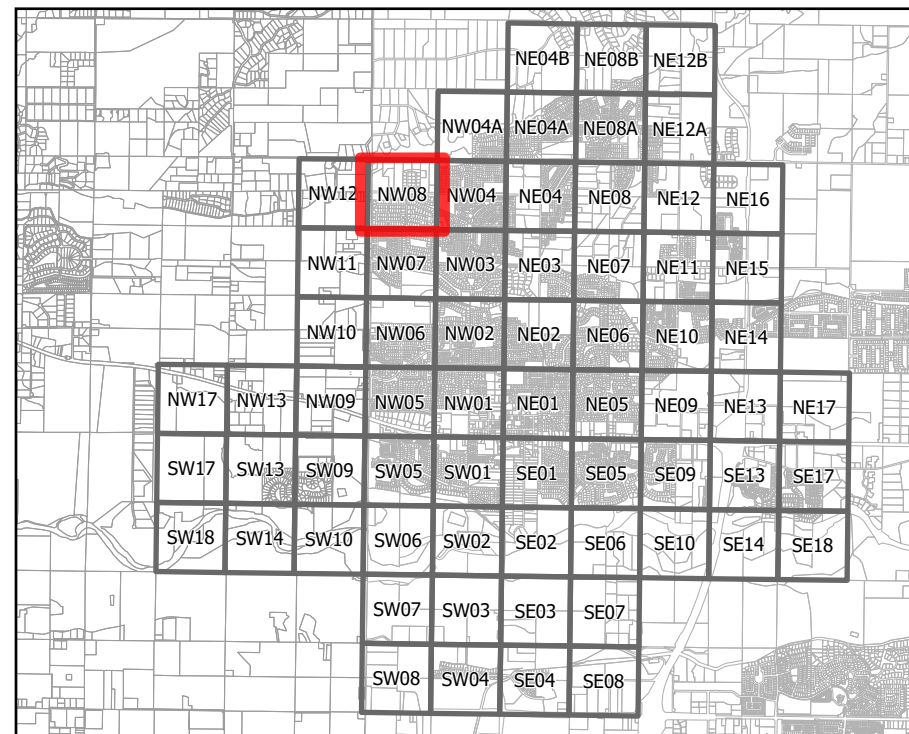 NE04B NE08B NE12B
NW04A NE04A NE08A NE12A
NW12 NW08 NW04 NE04 NE08 NE12 NE16
NW11 NW07 NW03 NE03 NE07 NE11 NE15
NW10 NW06 NW02 NE02 NE06 NE10 NE14
NW17 NW13 NW09 NW05 NW01 NE01 NE05 NE09 NE13 NE17
SW17 SW13 SW09 SW05 SW01 SE01 SE05 SE09 SE13 SE17
SW18 SW14 SW10 SW06 SW02 SE02 SE06 SE10 SE14 SE18
SW07 SW03 SE03 SE07
SW08 SW04 SE04 SE08